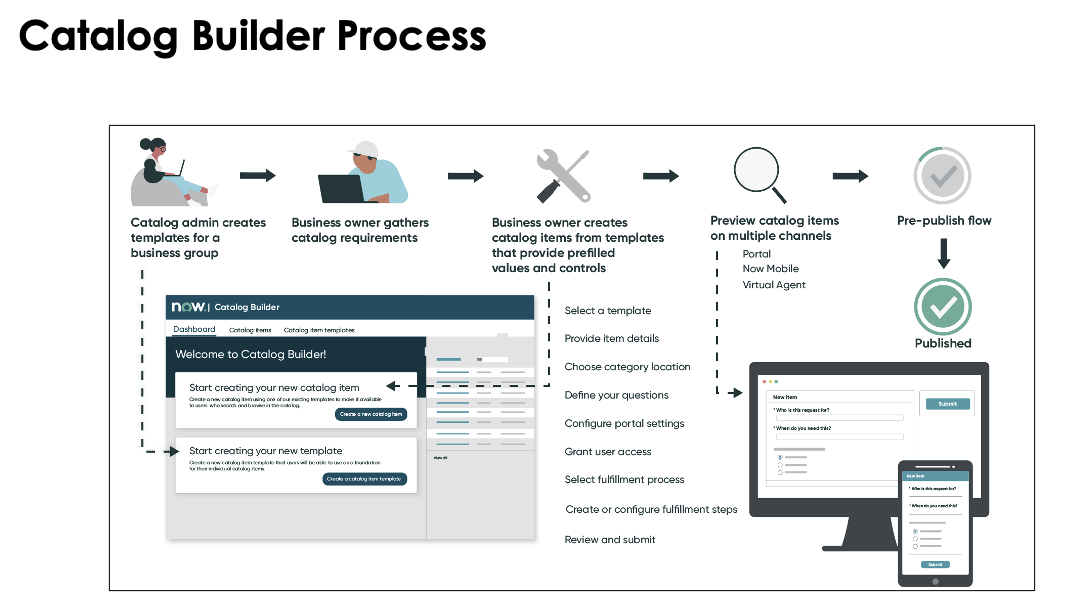 Catalog Builder Process
Catalog admin creates
templates for a
business group
Business owner gathers
catalog requirements
Business owner creates
catalog items from templates
that provide prefilled
values and controls
Preview catalog items
on multiple channels
Portal
Now Mobile
Virtual Agent
Pre-publish flow
Published
now. | Catalog Builder
Dashboard Catalog items Catalog item templates
Welcome to Catalog Builder!
Start creating your new catalog item
Create a new catalog item using one of our existing templates to make it available
to users who search and browse in the catalog.
Create a new catalog item
Start creating your new template
Create a new catalog item template that users will be able to use as a foundation
for their individual catalog items.
Create a catalog item template
View all
Select a template
Provide item details
Choose category location
Define your questions
Configure portal settings
Grant user access
Select fulfillment process
Create or configure fulfillment steps
Review and submit
New Item
* Who is this request for?
* When do you need this?
Submit
New Item
* Who is this request for?
* When do you need this?
Submit